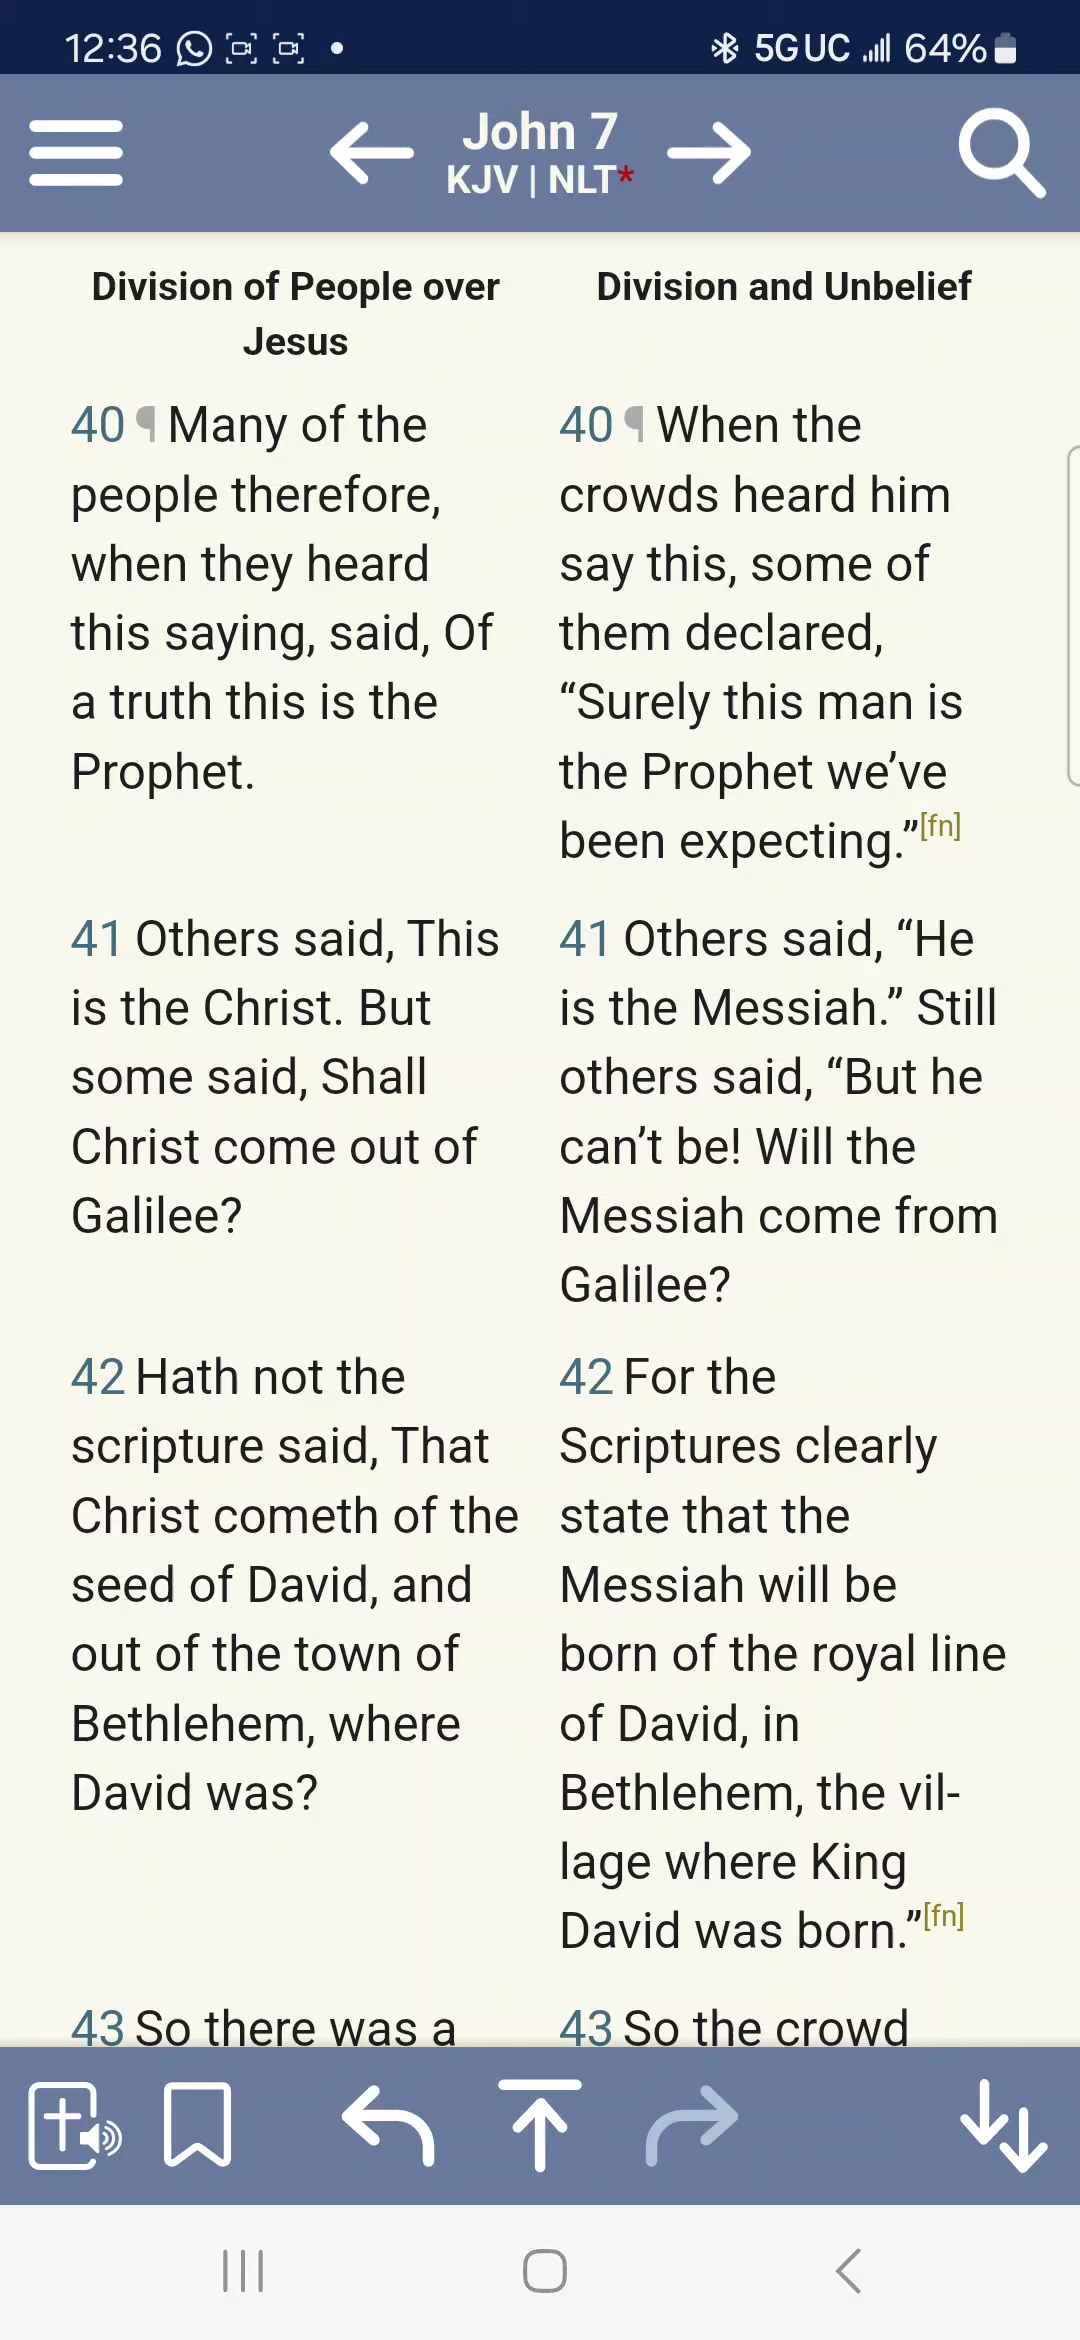 12:36
5G UC 64%
John 7
KJV | NLT*
Division of People over
Jesus
40 ¶ Many of the
people therefore,
when they heard
this saying, said, Of
a truth this is the
Prophet.
41 Others said, This
is the Christ. But
some said, Shall
Christ come out of
Galilee?
42 Hath not the
scripture said, That
Christ cometh of the
seed of David, and
out of the town of
Bethlehem, where
David was?
43 So there was a
Division and Unbelief
40 ¶ When the
crowds heard him
say this, some of
them declared,
“Surely this man is
the Prophet we’ve
been expecting.”[fn]
41 Others said, “He
is the Messiah.” Still
others said, “But he
can’t be! Will the
Messiah come from
Galilee?
42 For the
Scriptures clearly
state that the
Messiah will be
born of the royal line
of David, in
Bethlehem, the vil-
lage where King
David was born.”[fn]
43 So the crowd